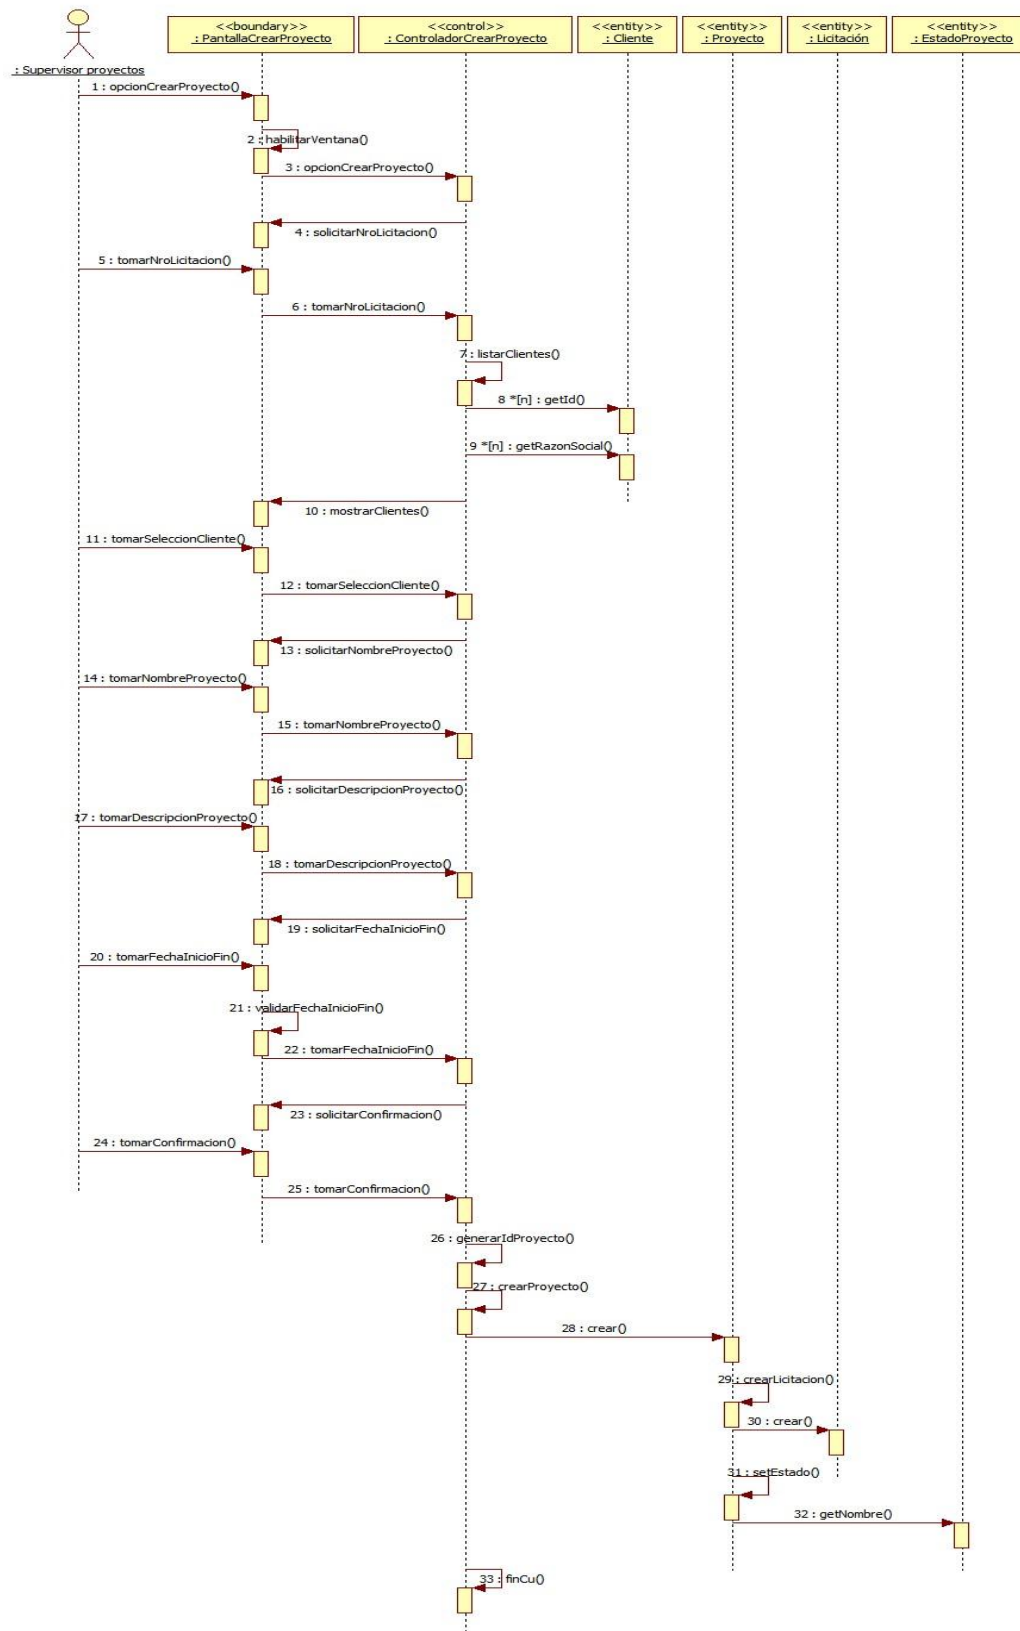 <<boundary>>
: PantallaCrearProyecto
<<control>>
: ControladorCrearProyecto
<<entity>>
: Cliente
<<entity>>
: Proyecto
<<entity>>
: Licitación
<<entity>>
: EstadoProyecto
: Supervisor proyectos
1 : opcionCrearProyecto()
2 : habilitarVentana()
3 : opcionCrearProyecto()
4 : solicitarNroLicitacion()
5 : tomarNroLicitacion()
6 : tomarNroLicitacion()
7 : listarClientes()
8 *[n] : getId()
9 *[n] : getRazonSocial()
10 : mostrarClientes()
11 : tomarSeleccionCliente()
12 : tomarSeleccionCliente()
13 : solicitarNombreProyecto()
14 : tomarNombreProyecto()
15 : tomarNombreProyecto()
16 : solicitarDescripcionProyecto()
17 : tomarDescripcionProyecto()
18 : tomarDescripcionProyecto()
19 : solicitarFechaInicioFin()
20 : tomarFechaInicioFin()
21 : validarFechaInicioFin()
22 : tomarFechaInicioFin()
23 : solicitarConfirmacion()
24 : tomarConfirmacion()
25 : tomarConfirmacion()
26 : generarIdProyecto()
27 : crearProyecto()
28 : crear()
29 : crearLicitacion()
30 : crear()
31 : setEstado()
32 : getNombre()
33 : finCu()